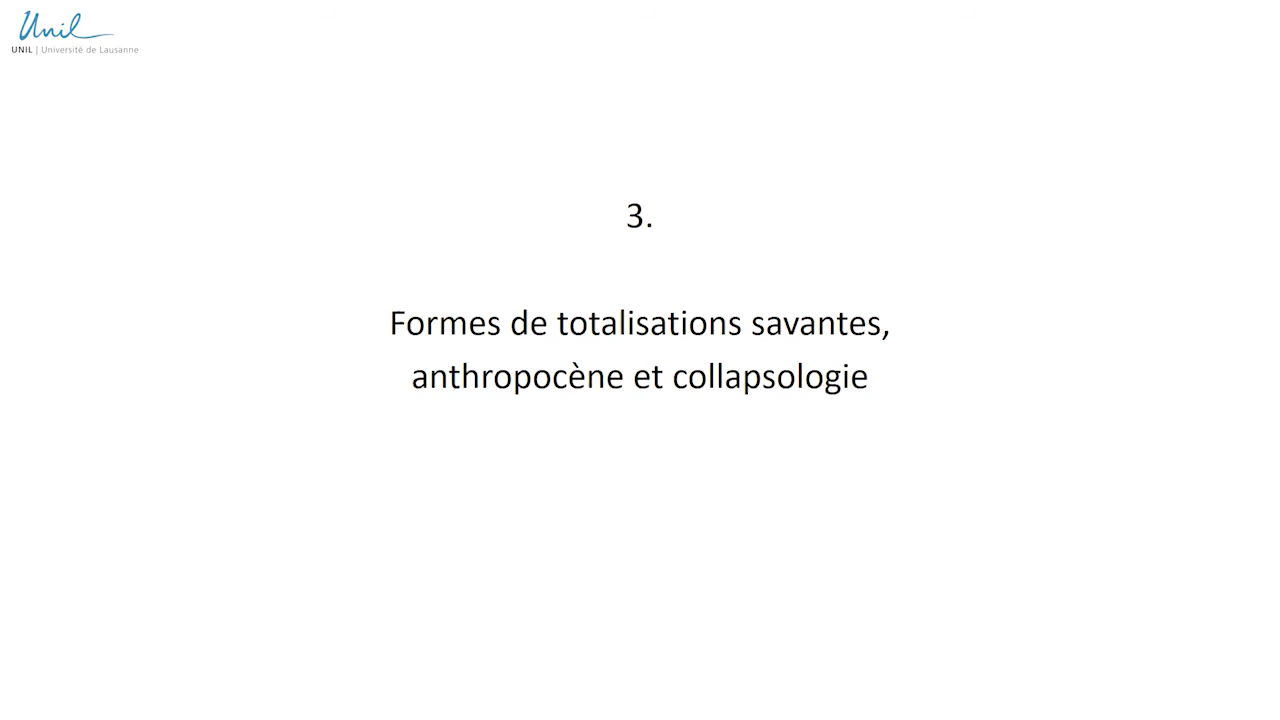 Unil
UNIL | Université de Lausanne
3.
Formes de totalisations savantes,
anthropocène et collapsologie